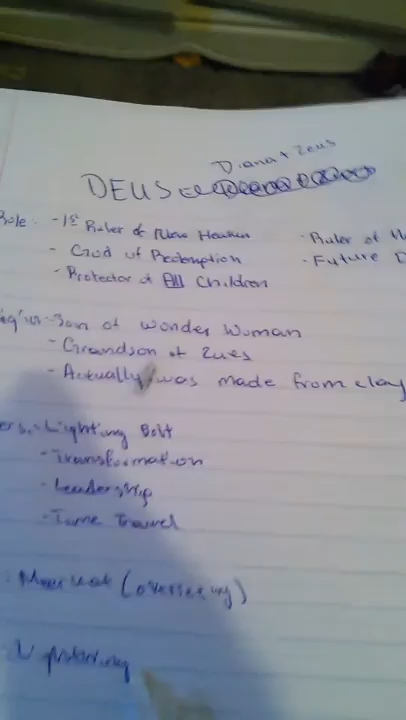 Diana + Zeus
DEUS
Role: - 1st Ruler of New Heaven - Ruler of
- God of Redemption - Future
- Protector of All Children
Son of Wonder Woman
- Grandson of Zues
- Actually was made from clay
- Lighting Bolt
- Transformation
- Leadership
- Time Travel
(overseeing)